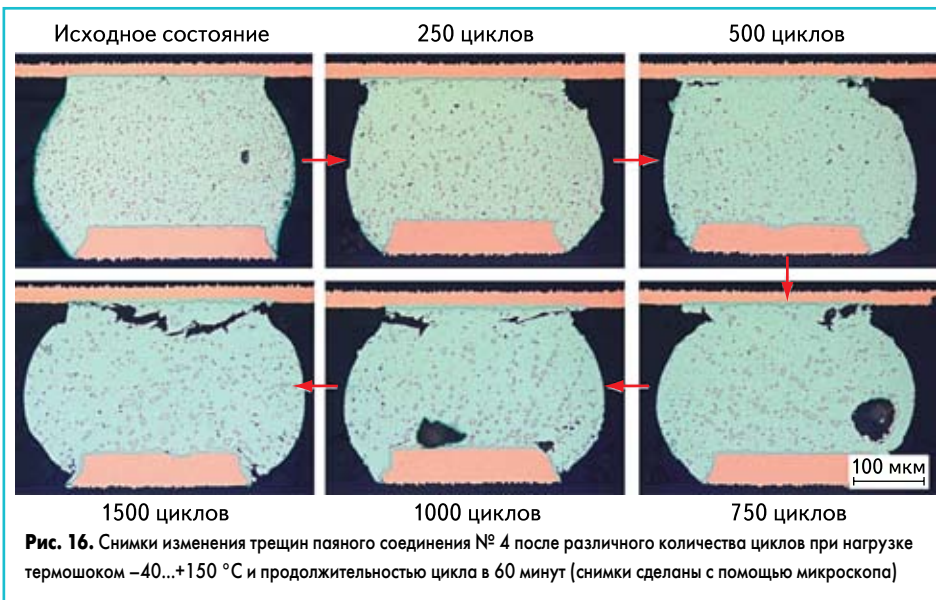 Исходное состояние
250 циклов
500 циклов
1500 циклов
1000 циклов
750 циклов
100 мкм
Рис. 16. Снимки изменения трещин паяного соединения № 4 после различного количества циклов при нагрузке
термошоком –40...+150 °C и продолжительностью цикла в 60 минут (снимки сделаны с помощью микроскопа)